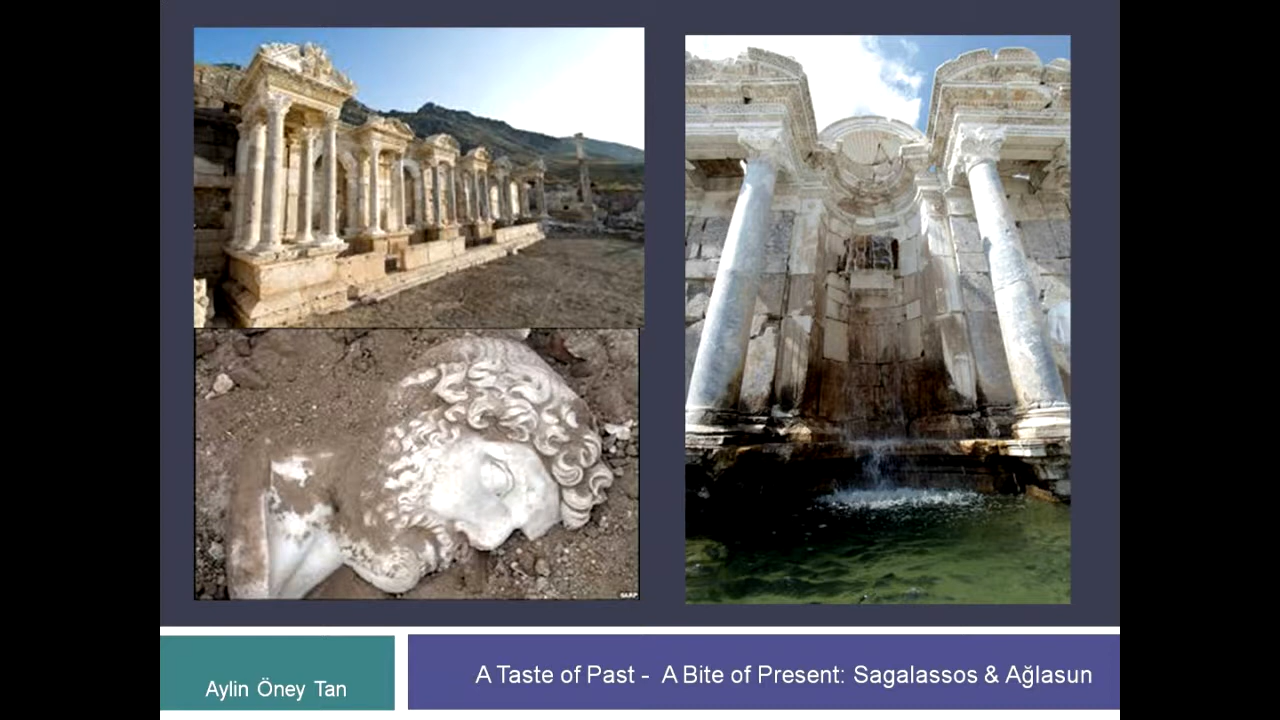 Aylin Öney Tan
A Taste of Past - A Bite of Present: Sagalassos & Ağlasun